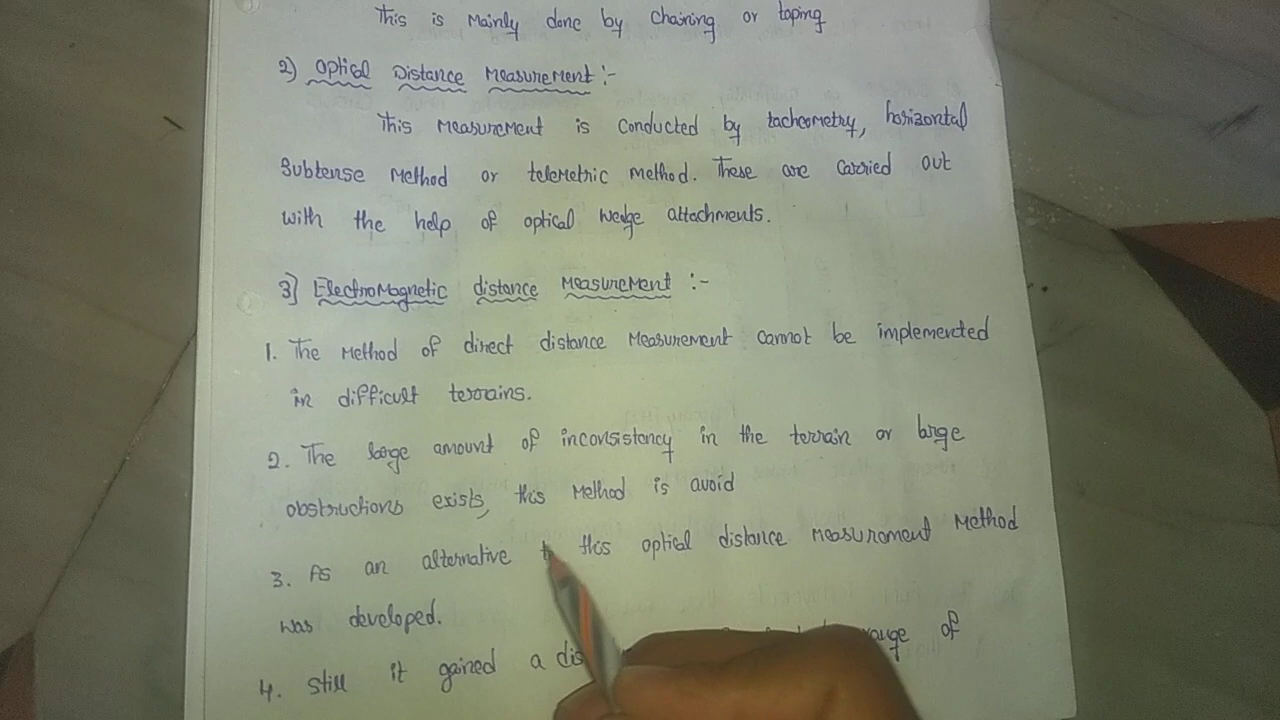 This is Mainly done by chaining or taping
2) Optical Distance Measurement :-
This Measurement is conducted by tacheometry, horizontal
Subtense Method or telemetric Method. These are carried out
with the help of optical wedge attachments.
3) ElectroMagnetic distance Measurement :-
1. The Method of direct distance Measurement cannot be implemented
in difficult terrains.
2. The large amount of inconsistency in the terrain or large
obstructions exists, this Method is avoid
3. As an alternative to this optical distance measurement Method
was developed.
4. Still it gained a range of